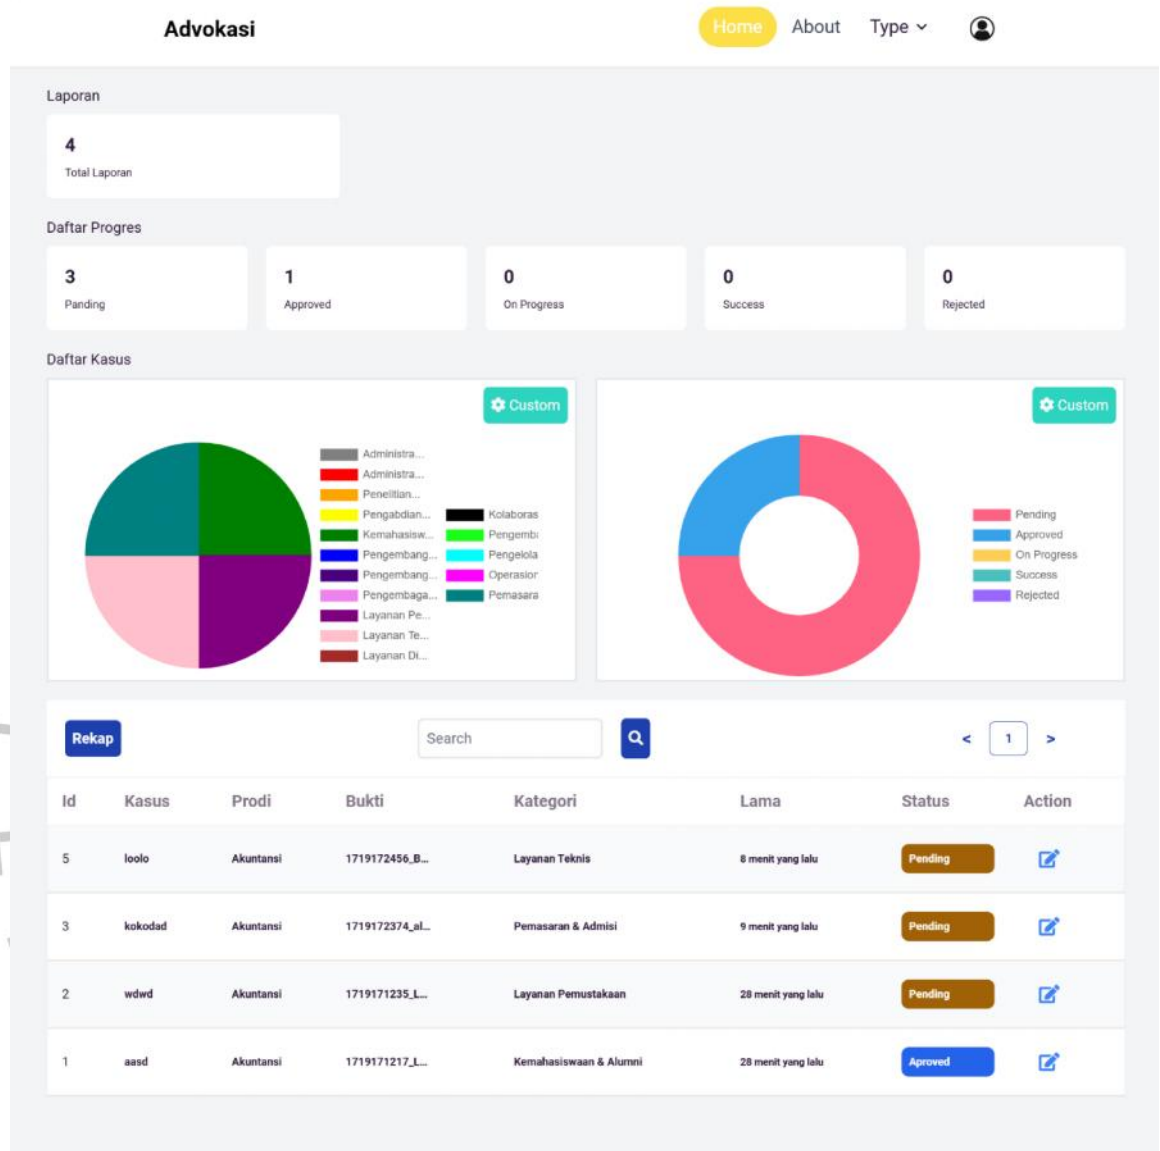 Advokasi Home About Type
Laporan
4
Total Laporan
Daftar Progres
3 1 0 0 0
Panding Approved On Progress Success Rejected
Daftar Kasus
Custom
Administra...
Administra...
Penelitian...
Pengabdian...
Kemahasisw...
Pengembang...
Pengembang...
Pengembaga...
Layanan Pe...
Layanan Te...
Layanan Di...
Kolaboras
Pengemb
Pengelola
Operasior
Pemasara
Custom
Pending
Approved
On Progress
Success
Rejected
Rekap Search < 1 >
Id Kasus Prodi Bukti Kategori Lama Status Action
5 loolo Akuntansi 1719172456_B... Layanan Teknis 8 menit yang lalu Pending
3 kokodad Akuntansi 1719172374_al... Pemasaran & Admisi 9 menit yang lalu Pending
2 wdwd Akuntansi 1719171235_L... Layanan Pemustakaan 28 menit yang lalu Pending
1 aasd Akuntansi 1719171217_L... Kemahasiswaan & Alumni 28 menit yang lalu Aproved